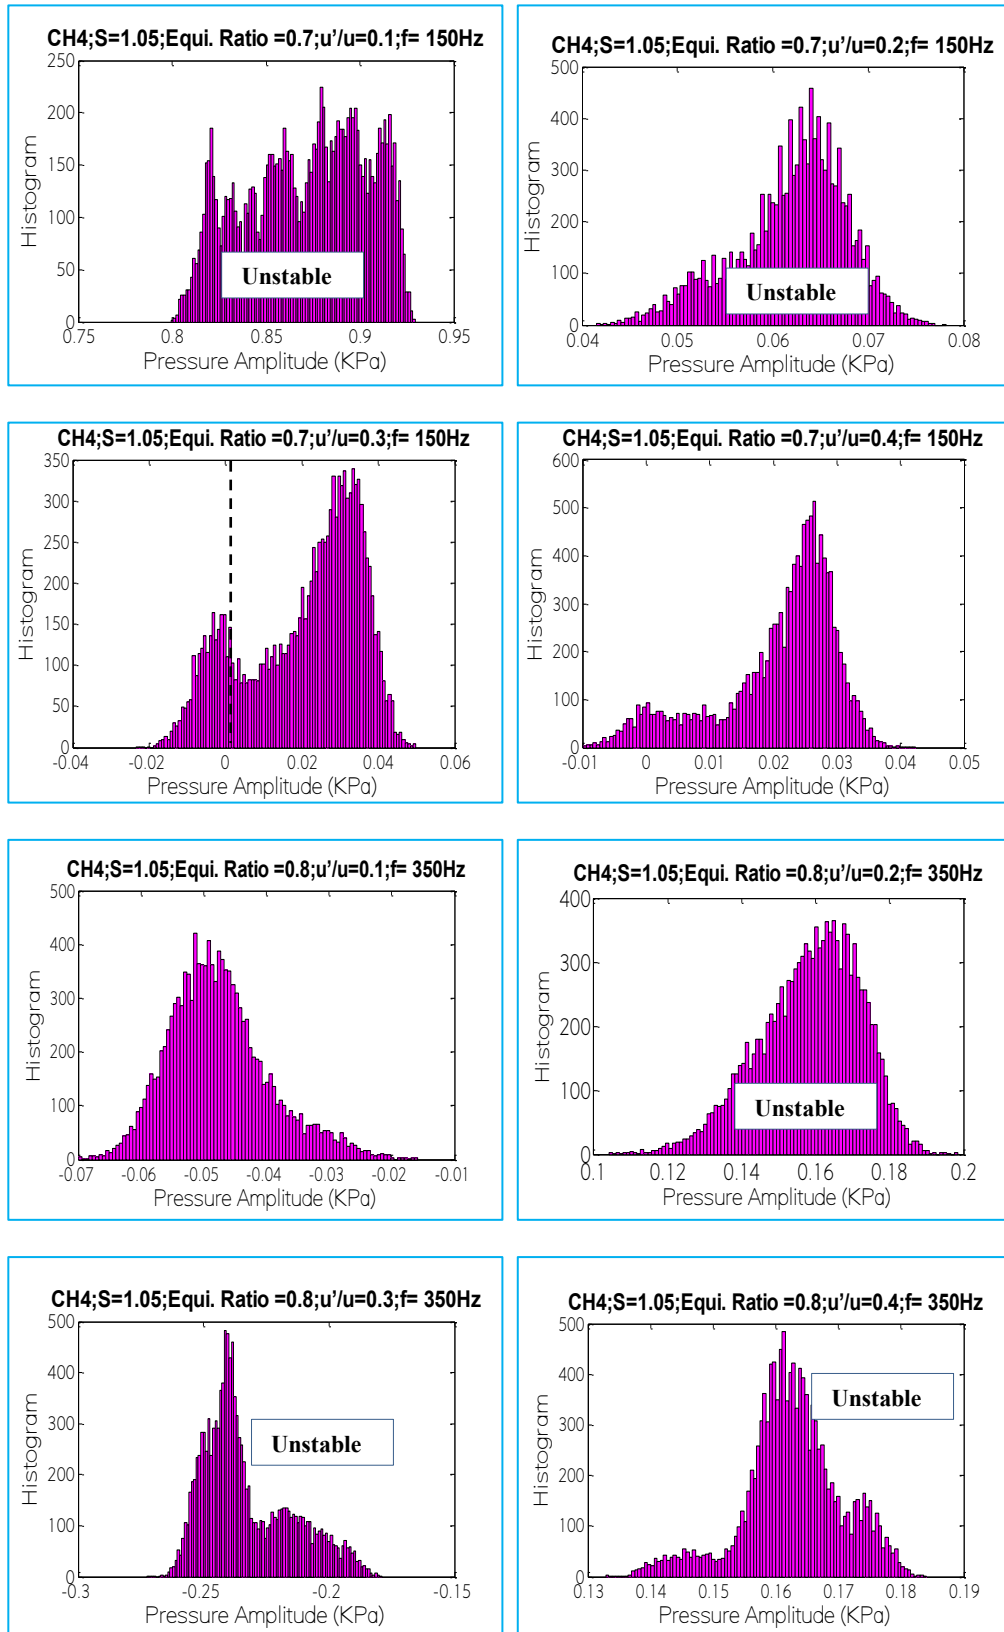 CH4;S=1.05;Equi. Ratio =0.7;u'/u=0.1;f= 150Hz
250
200
150
100
50
0
Histogram
Unstable
0.75 0.8 0.85 0.9 0.95
Pressure Amplitude (KPa)
CH4;S=1.05;Equi. Ratio =0.7;u'/u=0.2;f= 150Hz
500
400
300
200
100
0
Histogram
Unstable
0.04 0.05 0.06 0.07 0.08
Pressure Amplitude (KPa)
CH4;S=1.05;Equi. Ratio =0.7;u'/u=0.3;f= 150Hz
350
300
250
200
150
100
50
0
Histogram
-0.04 -0.02 0 0.02 0.04 0.06
Pressure Amplitude (KPa)
CH4;S=1.05;Equi. Ratio =0.7;u'/u=0.4;f= 150Hz
600
500
400
300
200
100
0
Histogram
-0.01 0 0.01 0.02 0.03 0.04 0.05
Pressure Amplitude (KPa)
CH4;S=1.05;Equi. Ratio =0.8;u'/u=0.1;f= 350Hz
500
400
300
200
100
0
Histogram
-0.07 -0.06 -0.05 -0.04 -0.03 -0.02 -0.01
Pressure Amplitude (KPa)
CH4;S=1.05;Equi. Ratio =0.8;u'/u=0.2;f= 350Hz
400
300
200
100
0
Histogram
Unstable
0.1 0.12 0.14 0.16 0.18 0.2
Pressure Amplitude (KPa)
CH4;S=1.05;Equi. Ratio =0.8;u'/u=0.3;f= 350Hz
500
400
300
200
100
0
Histogram
Unstable
-0.3 -0.25 -0.2 -0.15
Pressure Amplitude (KPa)
CH4;S=1.05;Equi. Ratio =0.8;u'/u=0.4;f= 350Hz
500
400
300
200
100
0
Histogram
Unstable
0.13 0.14 0.15 0.16 0.17 0.18 0.19
Pressure Amplitude (KPa)